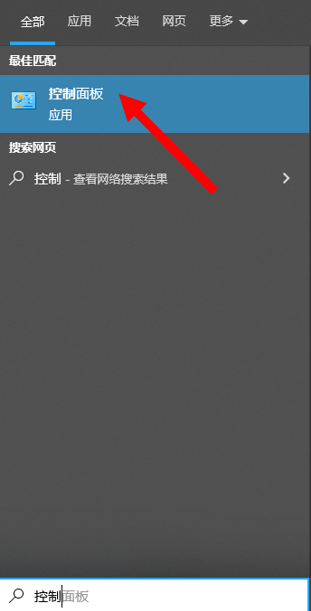 全部 应用 文档 网页 更多
最佳匹配
控制面板
应用
搜索网页
控制 - 查看网络搜索结果
控制面板